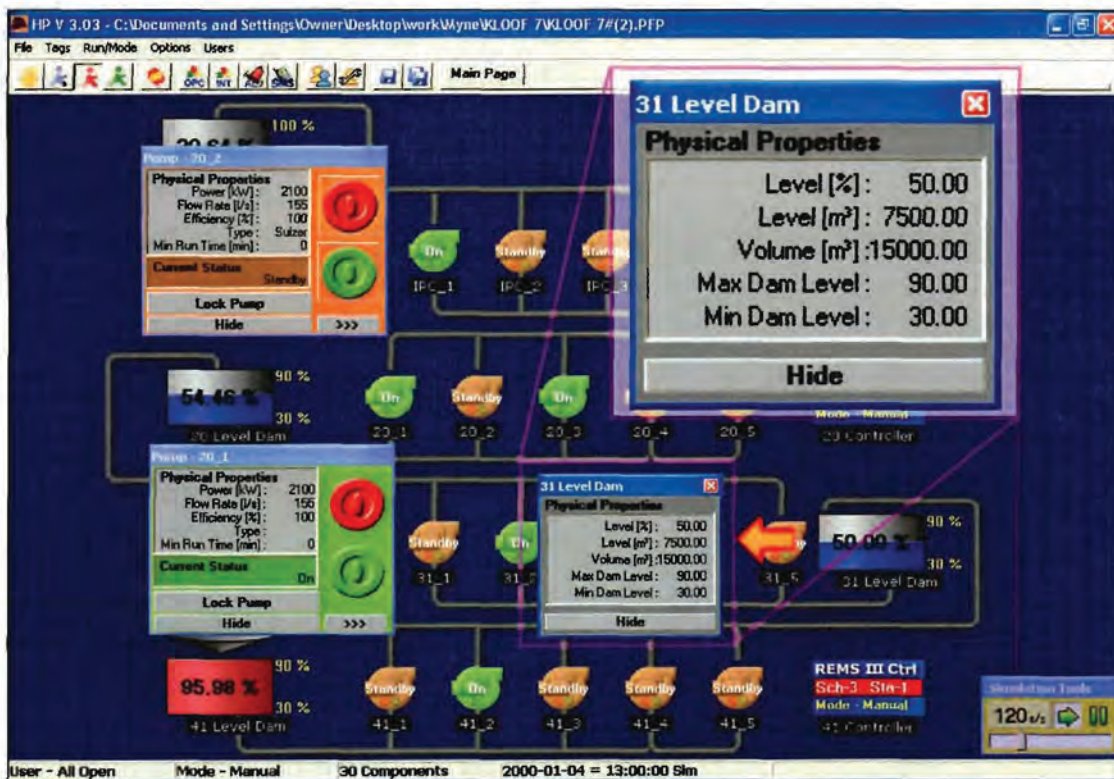 HP V 3.03 - C:\Documents and Settings\Owner\Desktop\work\Myne\KLOOF 7\KLOOF 7#(2).PFP
File Tags Run/Mode Options Users
OPC INT SMS Main Page
100 %
Pump - 20_2
Physical Properties
Power [kW] : 2100
Flow Rate [l/s] : 155
Efficiency [%] : 100
Type : Sulzer
Min Run Time [min] : 0
Current Status
Standby
Lock Pump
Hide >>>
31 Level Dam
Physical Properties
Level [%] : 50.00
Level [m³] : 7500.00
Volume [m³] : 15000.00
Max Dam Level : 90.00
Min Dam Level : 30.00
Hide
On Standby Standby
IPC_1 IPC_2 IPC_3
90 %
54.46 %
30 %
20 Level Dam
On Standby On
20_1 20_2 20_3 20_4 20_5
Mode - Manual
20 Controller
Pump - 20_1
Physical Properties
Power [kW] : 2100
Flow Rate [l/s] : 155
Efficiency [%] : 100
Type :
Min Run Time [min] : 0
Current Status
On
Lock Pump
Hide >>>
Standby On
31_1 31_5
31 Level Dam
Physical Properties
Level [%] : 50.00
Level [m³] : 7500.00
Volume [m³] : 15000.00
Max Dam Level : 90.00
Min Dam Level : 30.00
Hide
90 %
50.00 %
30 %
31 Level Dam
90 %
95.98 %
30 %
41 Level Dam
Standby On Standby Standby Standby
41_1 41_2 41_3 41_4 41_5
REMS III Ctrl
Sch-3 Stn-1
Mode - Manual
41 Controller
Simulation Tools
120 s/s
User - All Open Mode - Manual 30 Components 2000-01-04 = 13:00:00 Sim